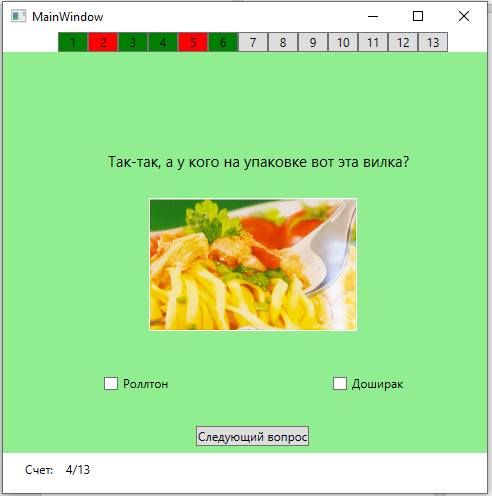 MainWindow
1 2 3 4 5 6 7 8 9 10 11 12 13
Так-так, а у кого на упаковке вот эта вилка?
Роллтон Доширак
Следующий вопрос
Счет: 4/13